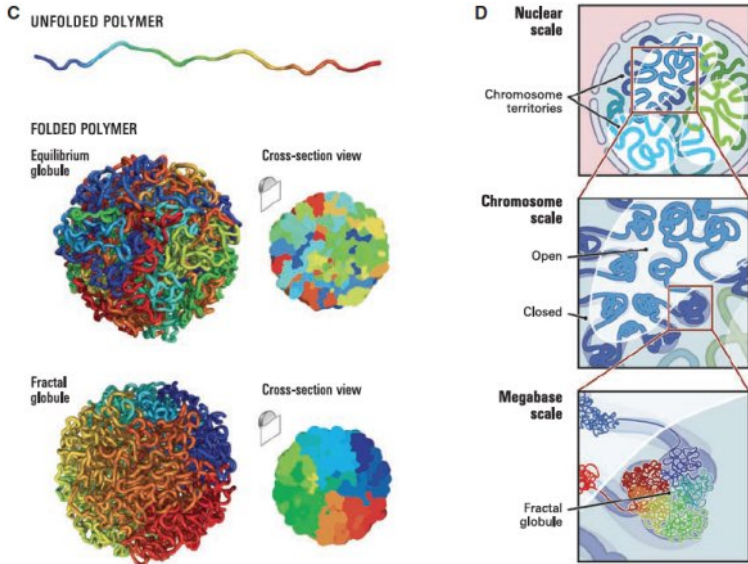 C
UNFOLDED POLYMER
FOLDED POLYMER
Equilibrium
globule
Cross-section view
Fractal
globule
Cross-section view
D
Nuclear
scale
Chromosome
territories
Chromosome
scale
Open
Closed
Megabase
scale
Fractal
globule